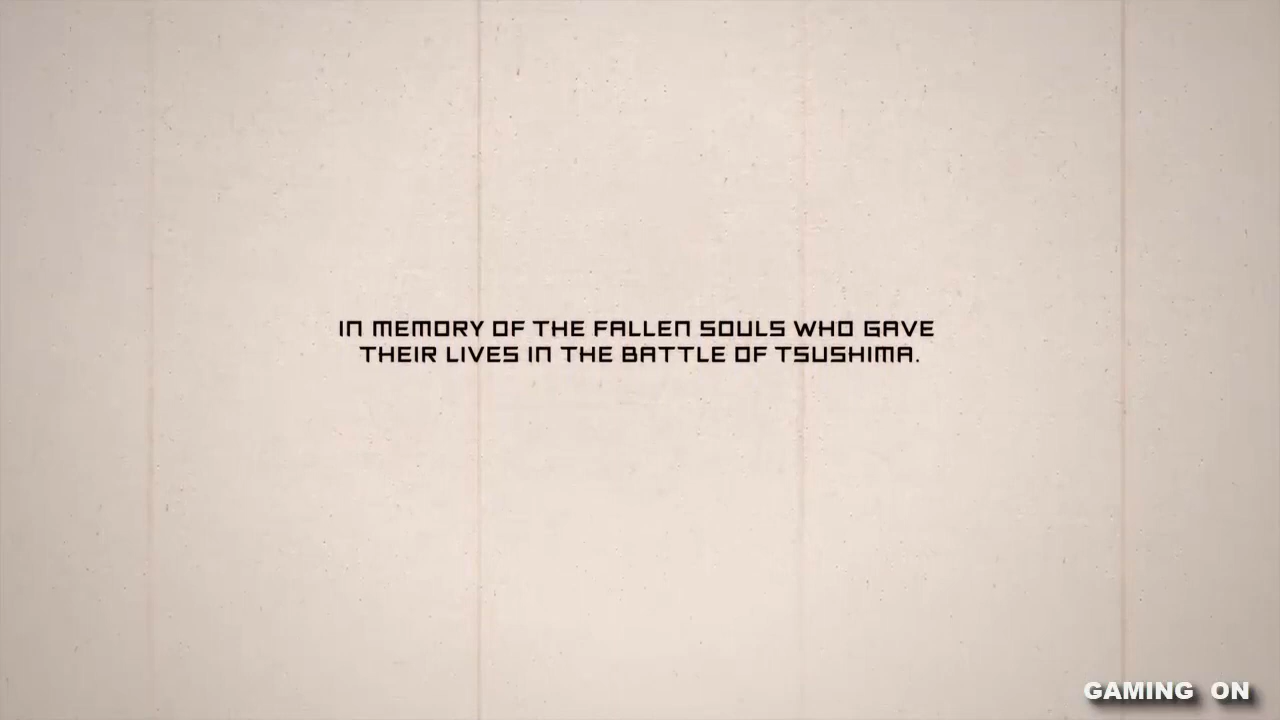 IN MEMORY OF THE FALLEN SOULS WHO GAVE
THEIR LIVES IN THE BATTLE OF TSUSHIMA.
GAMING ON